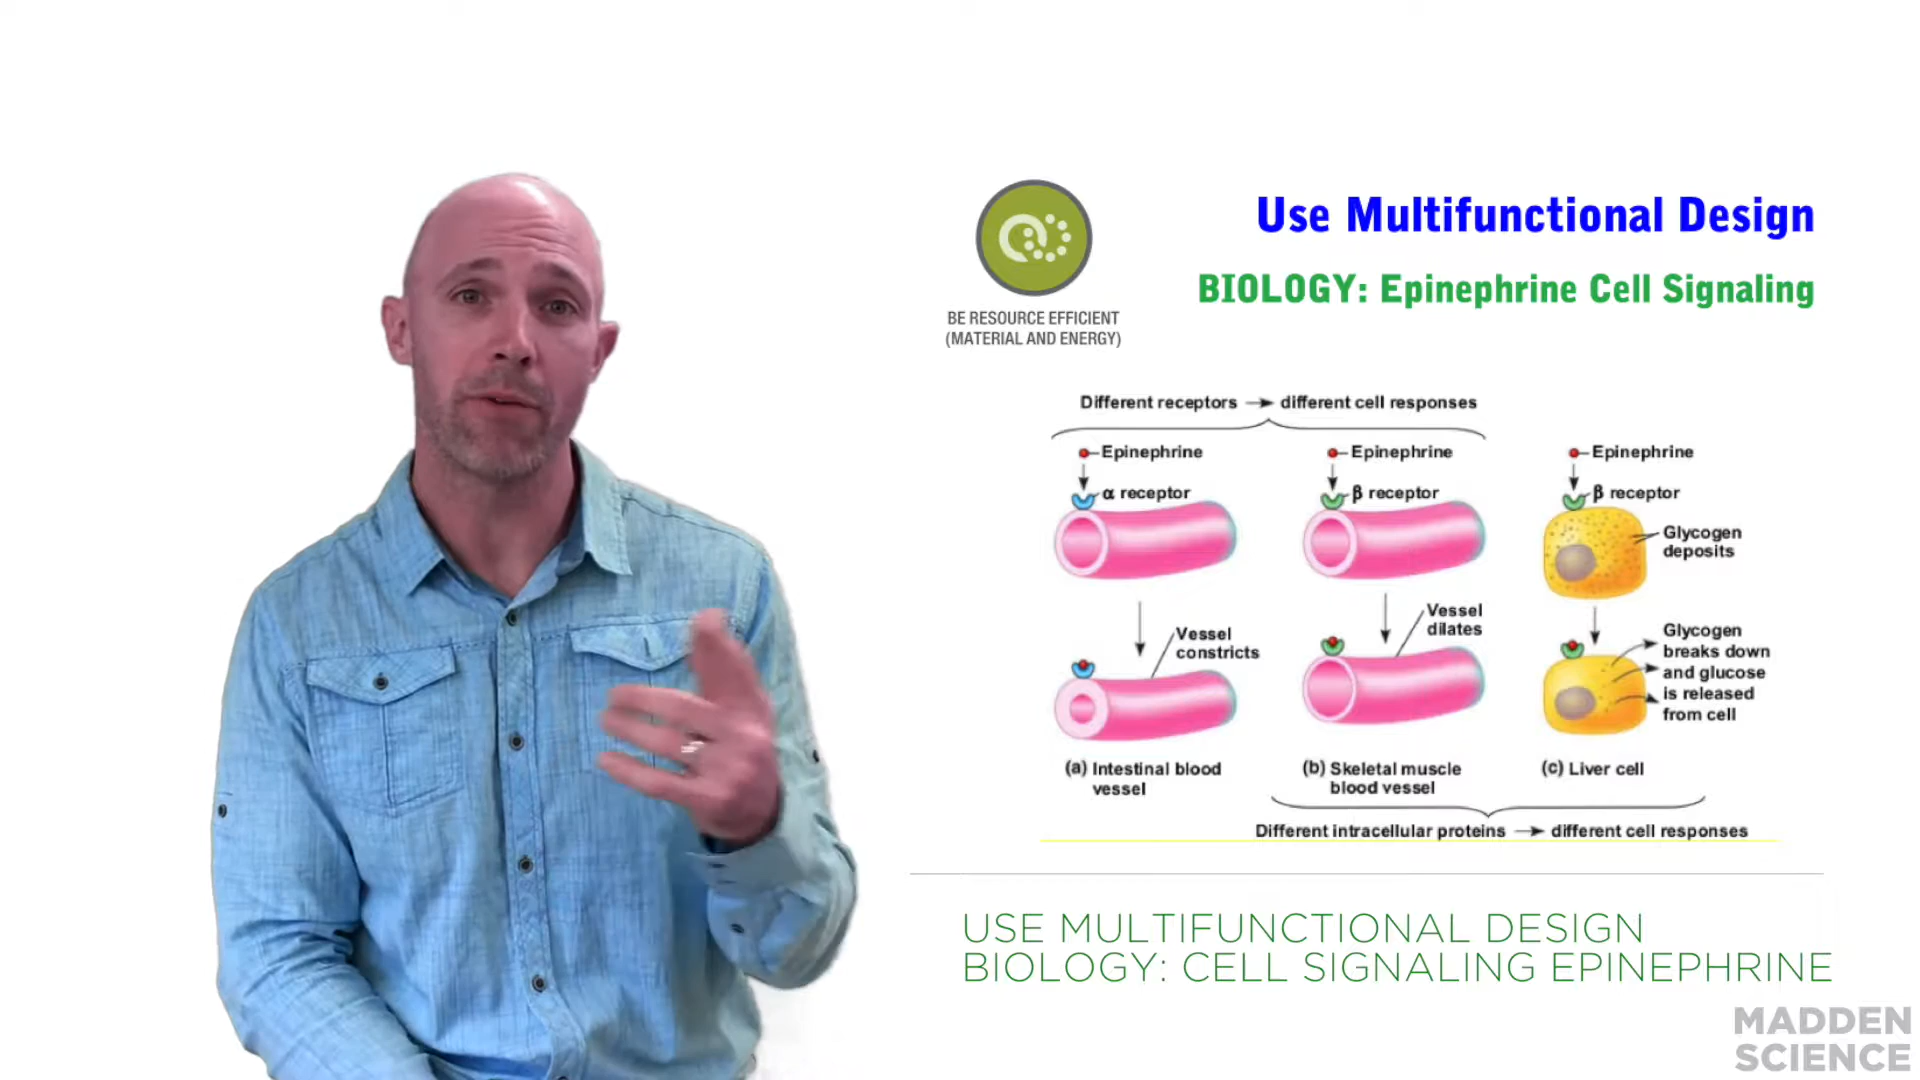 Use Multifunctional Design
BIOLOGY: Epinephrine Cell Signaling
BE RESOURCE EFFICIENT
(MATERIAL AND ENERGY)
Different receptors → different cell responses
Epinephrine
α receptor
Vessel
constricts
(a) Intestinal blood
vessel
Epinephrine
β receptor
Vessel
dilates
(b) Skeletal muscle
blood vessel
Epinephrine
β receptor
Glycogen
deposits
Glycogen
breaks down
and glucose
is released
from cell
(c) Liver cell
Different intracellular proteins → different cell responses
USE MULTIFUNCTIONAL DESIGN
BIOLOGY: CELL SIGNALING EPINEPHRINE
MADDEN
SCIENCE